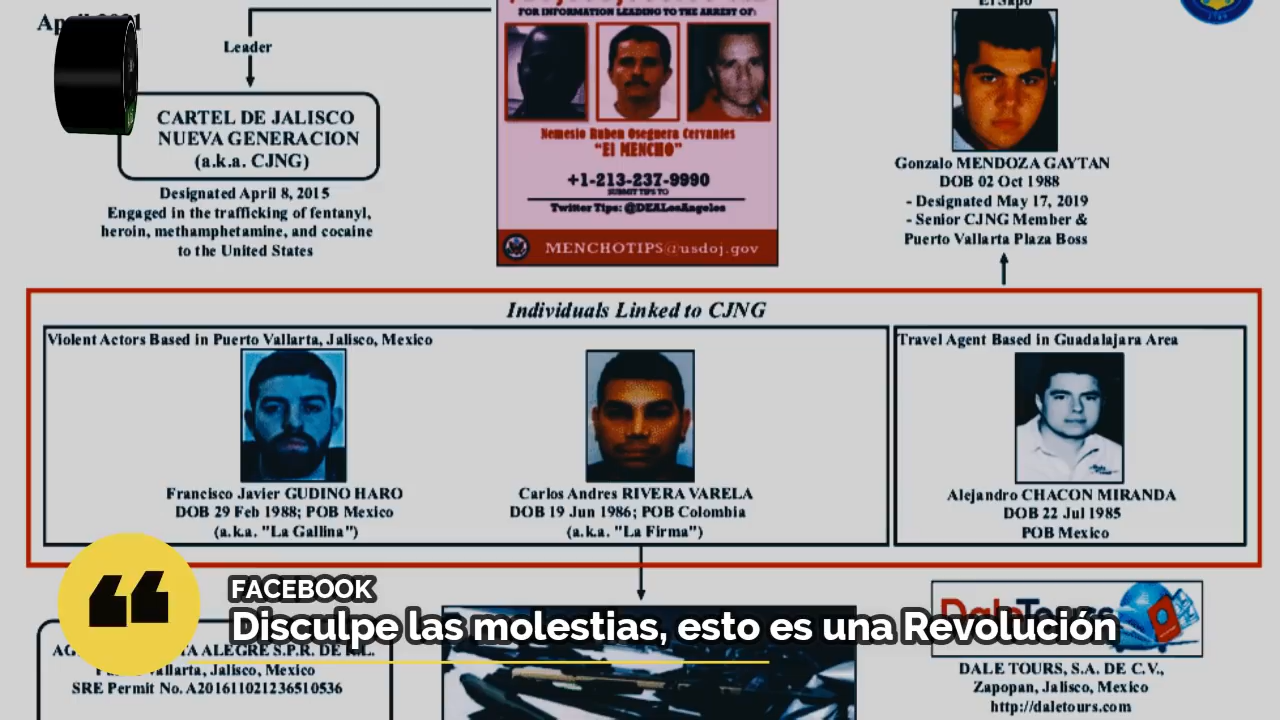 Leader
CARTEL DE JALISCO
NUEVA GENERACION
(a.k.a. CJNG)
Designated April 8, 2015
Engaged in the trafficking of fentanyl,
heroin, methamphetamine, and cocaine
to the United States
FOR INFORMATION LEADING TO THE ARREST OF:
Nemesio Ruben Oseguera Cervantes
"El MENCHO"
+1-213-237-9990
SUBMIT TIPS TO
Twitter Tips: @DEALosAngeles
MENCHOTIPS@usdoj.gov
El Sapo
Gonzalo MENDOZA GAYTAN
DOB 02 Oct 1988
- Designated May 17, 2019
- Senior CJNG Member &
Puerto Vallarta Plaza Boss
Individuals Linked to CJNG
Violent Actors Based in Puerto Vallarta, Jalisco, Mexico
Francisco Javier GUDINO HARO
DOB 29 Feb 1988; POB Mexico
(a.k.a. "La Gallina")
Carlos Andres RIVERA VARELA
DOB 19 Jun 1986; POB Colombia
(a.k.a. "La Firma")
Travel Agent Based in Guadalajara Area
Alejandro CHACON MIRANDA
DOB 22 Jul 1985
POB Mexico
FACEBOOK
Disculpe las molestias, esto es una Revolución
ALEGRE S.P.R. DE R.L.
Jalisco, Mexico
SRE Permit No. A201611021236510536
DALE TOURS, S.A. DE C.V.,
Zapopan, Jalisco, Mexico
http://daletours.com